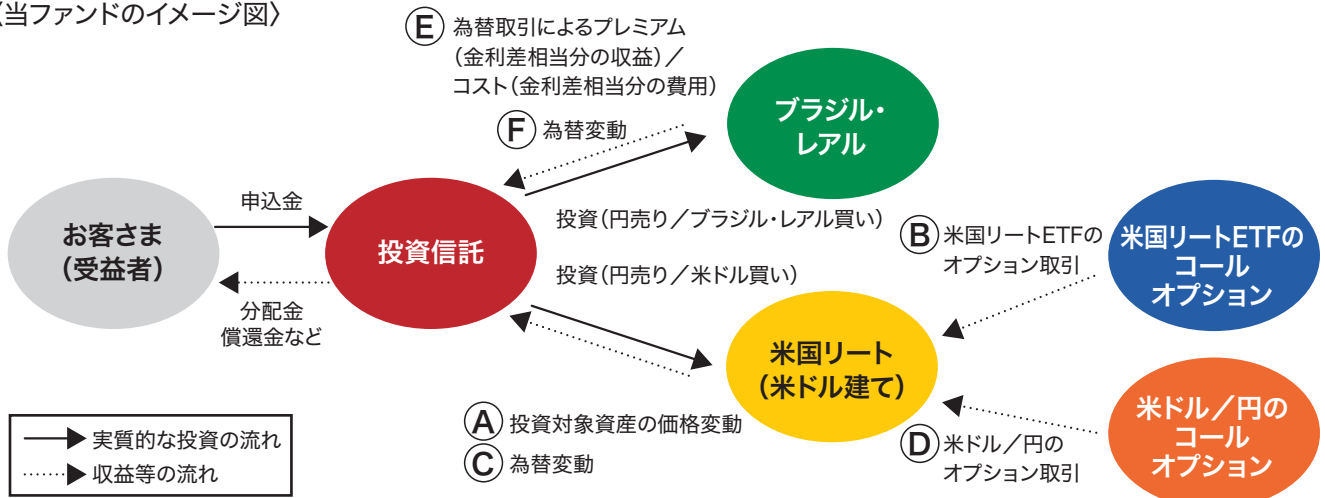 〈当ファンドのイメージ図〉
Ⓔ 為替取引によるプレミアム
(金利差相当分の収益)／
コスト(金利差相当分の費用)
Ⓕ 為替変動
ブラジル・
レアル
お客さま
(受益者)
申込金
分配金
償還金など
投資信託
投資(円売り／ブラジル・レアル買い)
投資(円売り／米ドル買い)
Ⓑ 米国リートETFの
オプション取引
米国リートETFの
コール
オプション
米国リート
(米ドル建て)
Ⓐ 投資対象資産の価格変動
Ⓒ 為替変動
Ⓓ 米ドル／円の
オプション取引
米ドル／円の
コール
オプション
実質的な投資の流れ
収益等の流れ